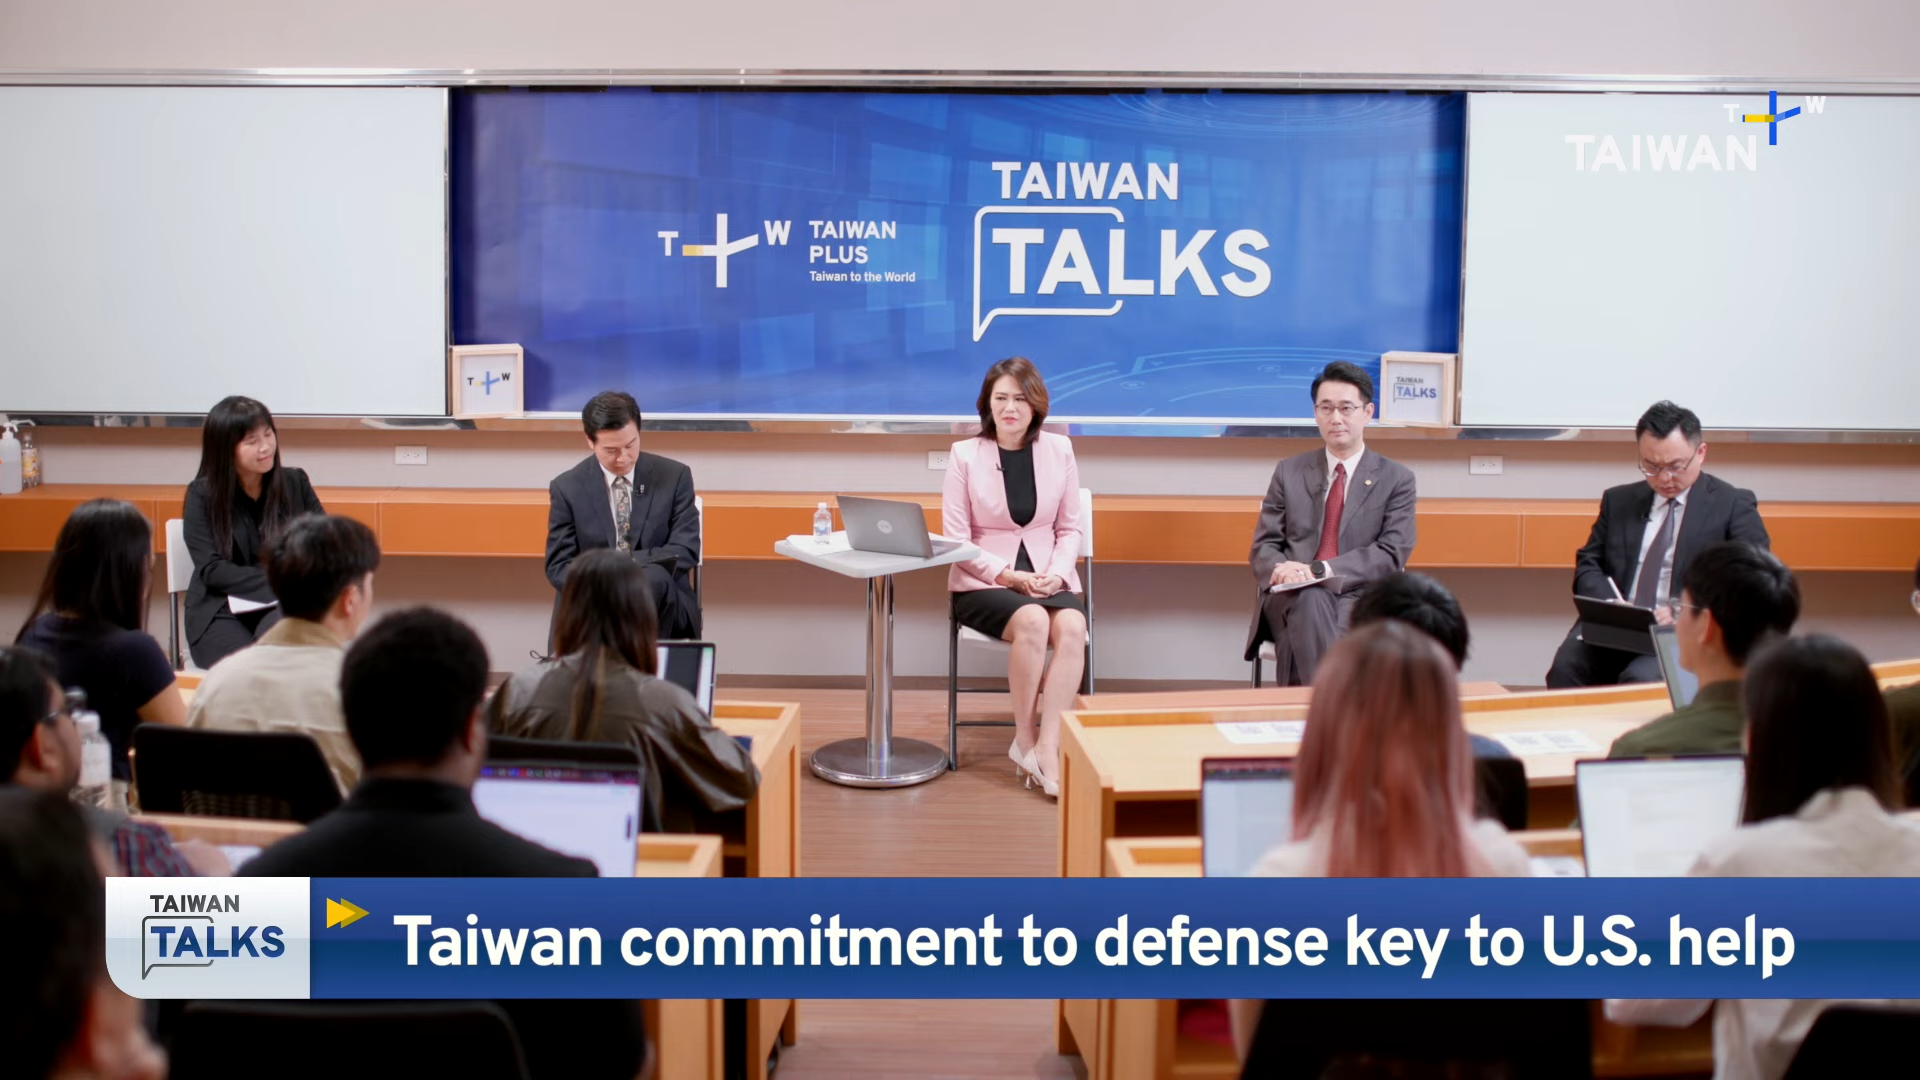 T W
TAIWAN
TAIWAN
TALKS
T W
TAIWAN
PLUS
Taiwan to the World
T W
TAIWAN
TALKS
TAIWAN
TALKS
Taiwan commitment to defense key to U.S. help